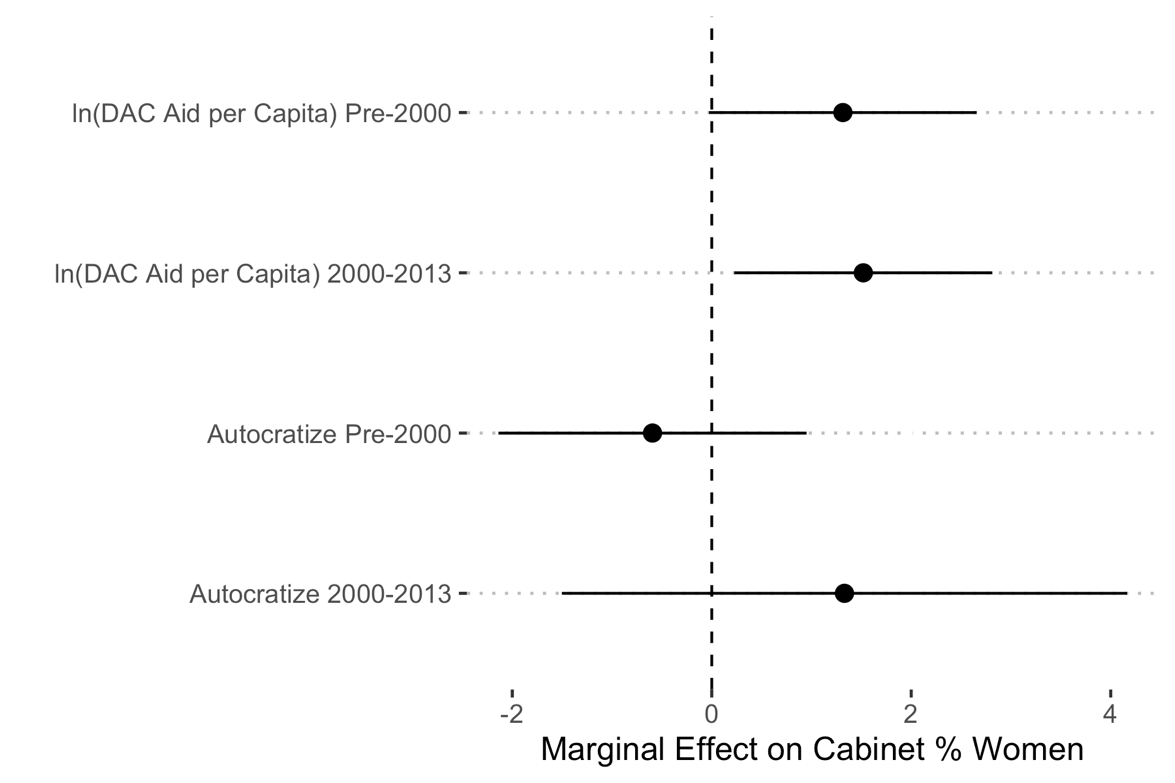 ln(DAC Aid per Capita) Pre-2000
ln(DAC Aid per Capita) 2000-2013
Autocratize Pre-2000
Autocratize 2000-2013
-2 0 2 4
Marginal Effect on Cabinet % Women